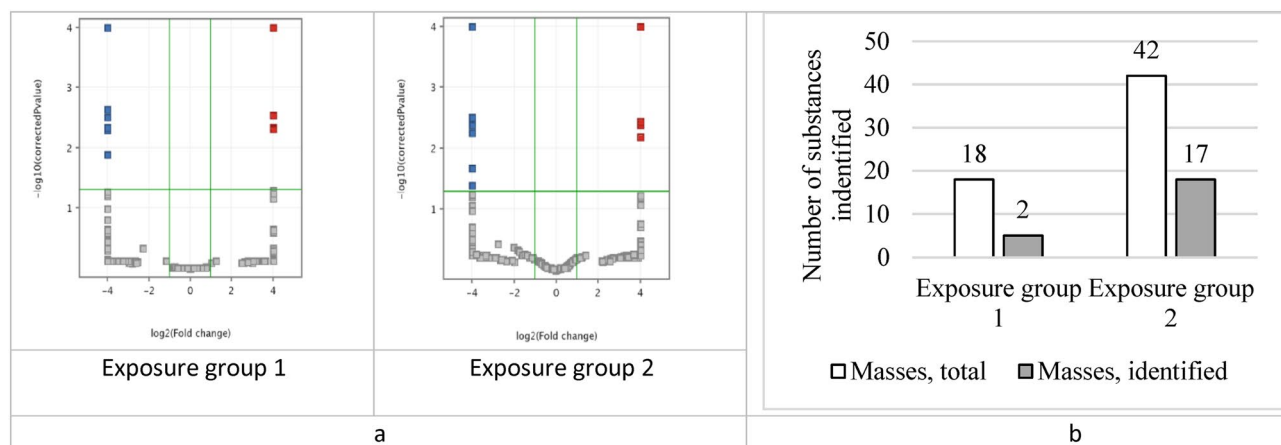 4
3
2
1
-log10(correctedPvalue)
-4 -2 0 2 4
log2(Fold change)
Exposure group 1
4
3
2
1
-log10(correctedPvalue)
-4 -2 0 2 4
log2(Fold change)
Exposure group 2
a
Number of substances
indentified
50
40
30
20
10
0
18
2
42
17
Exposure group
1
Exposure group
2
Masses, total
Masses, identified
b